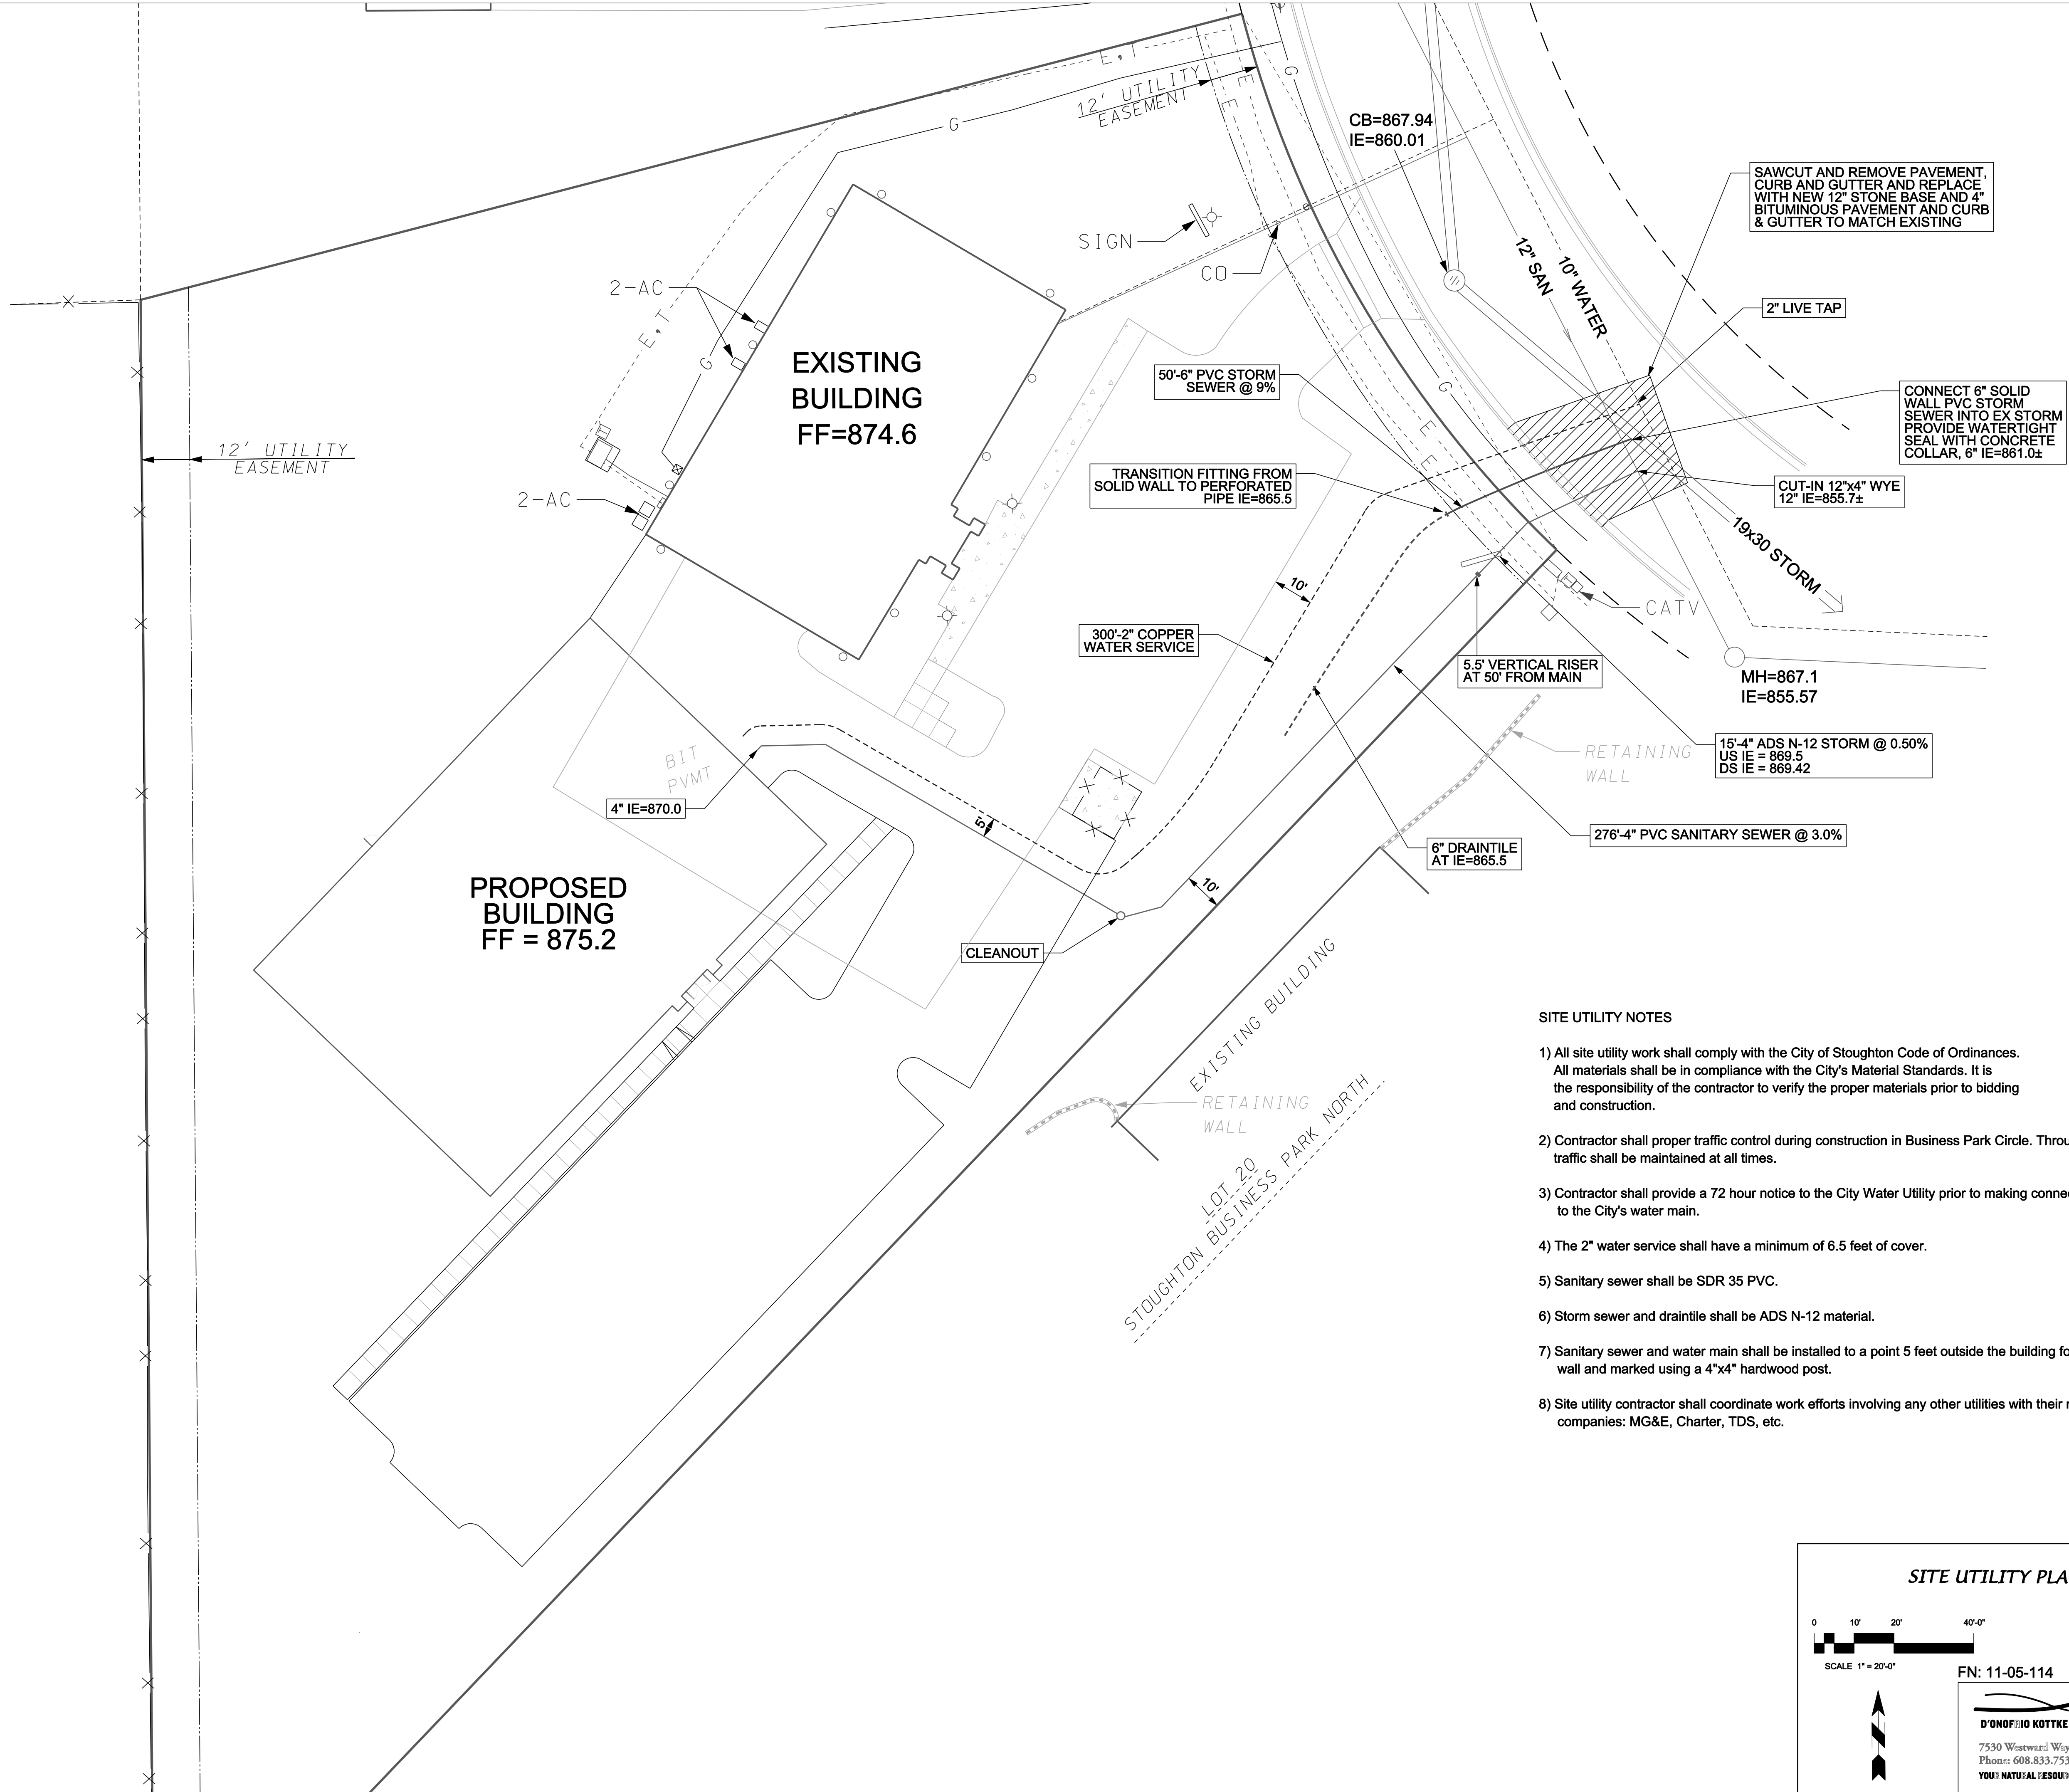 E,T
12' UTILITY
EASEMENT
G
E
E
G
CB=867.94
IE=860.01
SAWCUT AND REMOVE PAVEMENT,
CURB AND GUTTER AND REPLACE
WITH NEW 12" STONE BASE AND 4"
BITUMINOUS PAVEMENT AND CURB
& GUTTER TO MATCH EXISTING
SIGN
CO
12" SAN
10" WATER
2-AC
2" LIVE TAP
E,T
G
EXISTING
BUILDING
FF=874.6
50'-6" PVC STORM
SEWER @ 9%
G
E
E
CONNECT 6" SOLID
WALL PVC STORM
SEWER INTO EX STORM
PROVIDE WATERTIGHT
SEAL WITH CONCRETE
COLLAR, 6" IE=861.0±
12' UTILITY
EASEMENT
2-AC
TRANSITION FITTING FROM
SOLID WALL TO PERFORATED
PIPE IE=865.5
CUT-IN 12"x4" WYE
12" IE=855.7±
19x30 STORM
10'
CATV
300'-2" COPPER
WATER SERVICE
5.5' VERTICAL RISER
AT 50' FROM MAIN
MH=867.1
IE=855.57
BIT
PVMT
RETAINING
WALL
15'-4" ADS N-12 STORM @ 0.50%
US IE = 869.5
DS IE = 869.42
4" IE=870.0
5'
276'-4" PVC SANITARY SEWER @ 3.0%
6" DRAINTILE
AT IE=865.5
10'
PROPOSED
BUILDING
FF = 875.2
CLEANOUT
EXISTING BUILDING
RETAINING
WALL
LOT 20
STOUGHTON BUSINESS PARK NORTH
SITE UTILITY NOTES
1) All site utility work shall comply with the City of Stoughton Code of Ordinances.
All materials shall be in compliance with the City's Material Standards. It is
the responsibility of the contractor to verify the proper materials prior to bidding
and construction.
2) Contractor shall proper traffic control during construction in Business Park Circle. Throu
traffic shall be maintained at all times.
3) Contractor shall provide a 72 hour notice to the City Water Utility prior to making connec
to the City's water main.
4) The 2" water service shall have a minimum of 6.5 feet of cover.
5) Sanitary sewer shall be SDR 35 PVC.
6) Storm sewer and draintile shall be ADS N-12 material.
7) Sanitary sewer and water main shall be installed to a point 5 feet outside the building fo
wall and marked using a 4"x4" hardwood post.
8) Site utility contractor shall coordinate work efforts involving any other utilities with their r
companies: MG&E, Charter, TDS, etc.
SITE UTILITY PLA
0 10' 20' 40'-0"
SCALE 1" = 20'-0"
FN: 11-05-114
N
D'ONOFRIO KOTTKE
7530 Westward Way
Phone: 608.833.753
YOUR NATURAL RESOUR